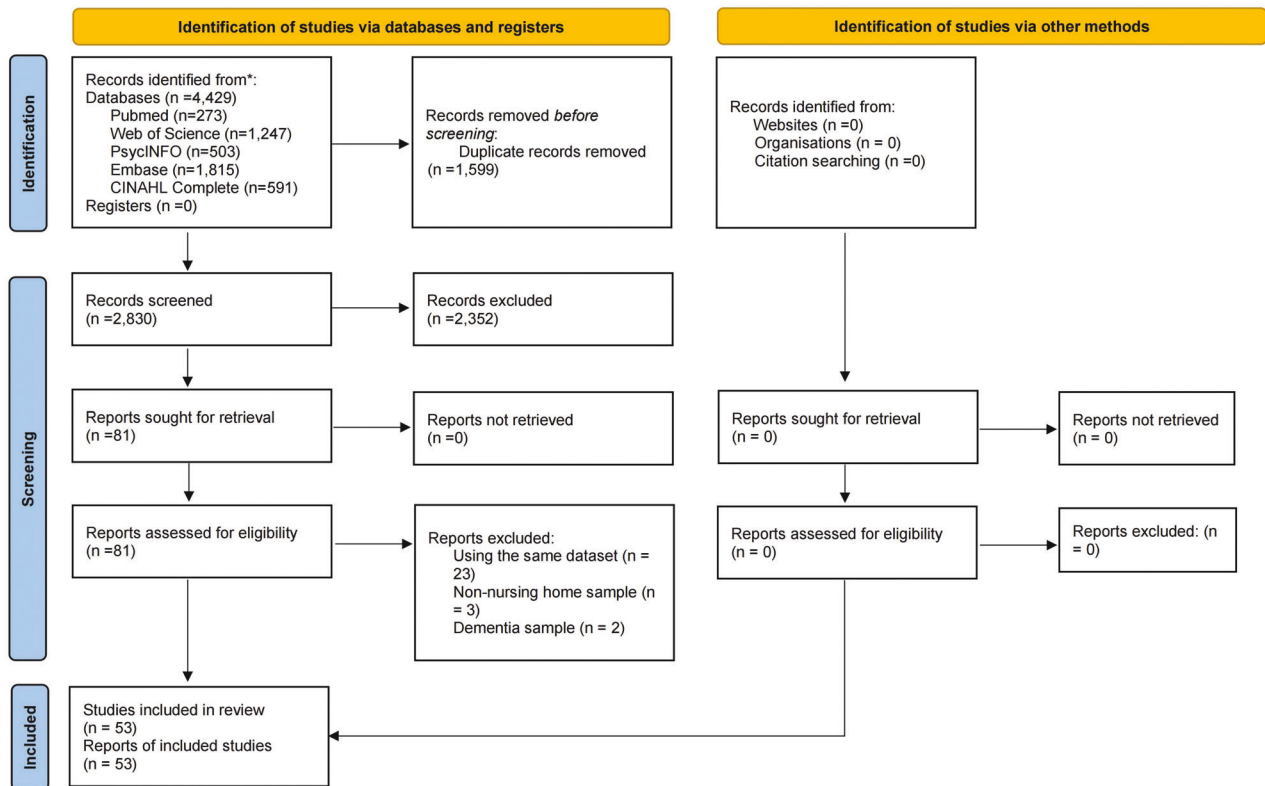 Identification of studies via databases and registers
Identification of studies via other methods
Identification
Records identified from*:
Databases (n =4,429)
Pubmed (n=273)
Web of Science (n=1,247)
PsycINFO (n=503)
Embase (n=1,815)
CINAHL Complete (n=591)
Registers (n =0)
Records removed before
screening:
Duplicate records removed
(n =1,599)
Records identified from:
Websites (n =0)
Organisations (n = 0)
Citation searching (n =0)
Screening
Records screened
(n =2,830)
Records excluded
(n =2,352)
Reports sought for retrieval
(n =81)
Reports not retrieved
(n =0)
Reports sought for retrieval
(n = 0)
Reports not retrieved
(n = 0)
Reports assessed for eligibility
(n =81)
Reports excluded:
Using the same dataset (n =
23)
Non-nursing home sample (n
= 3)
Dementia sample (n = 2)
Reports assessed for eligibility
(n = 0)
Reports excluded: (n
= 0)
Included
Studies included in review
(n = 53)
Reports of included studies
(n = 53)